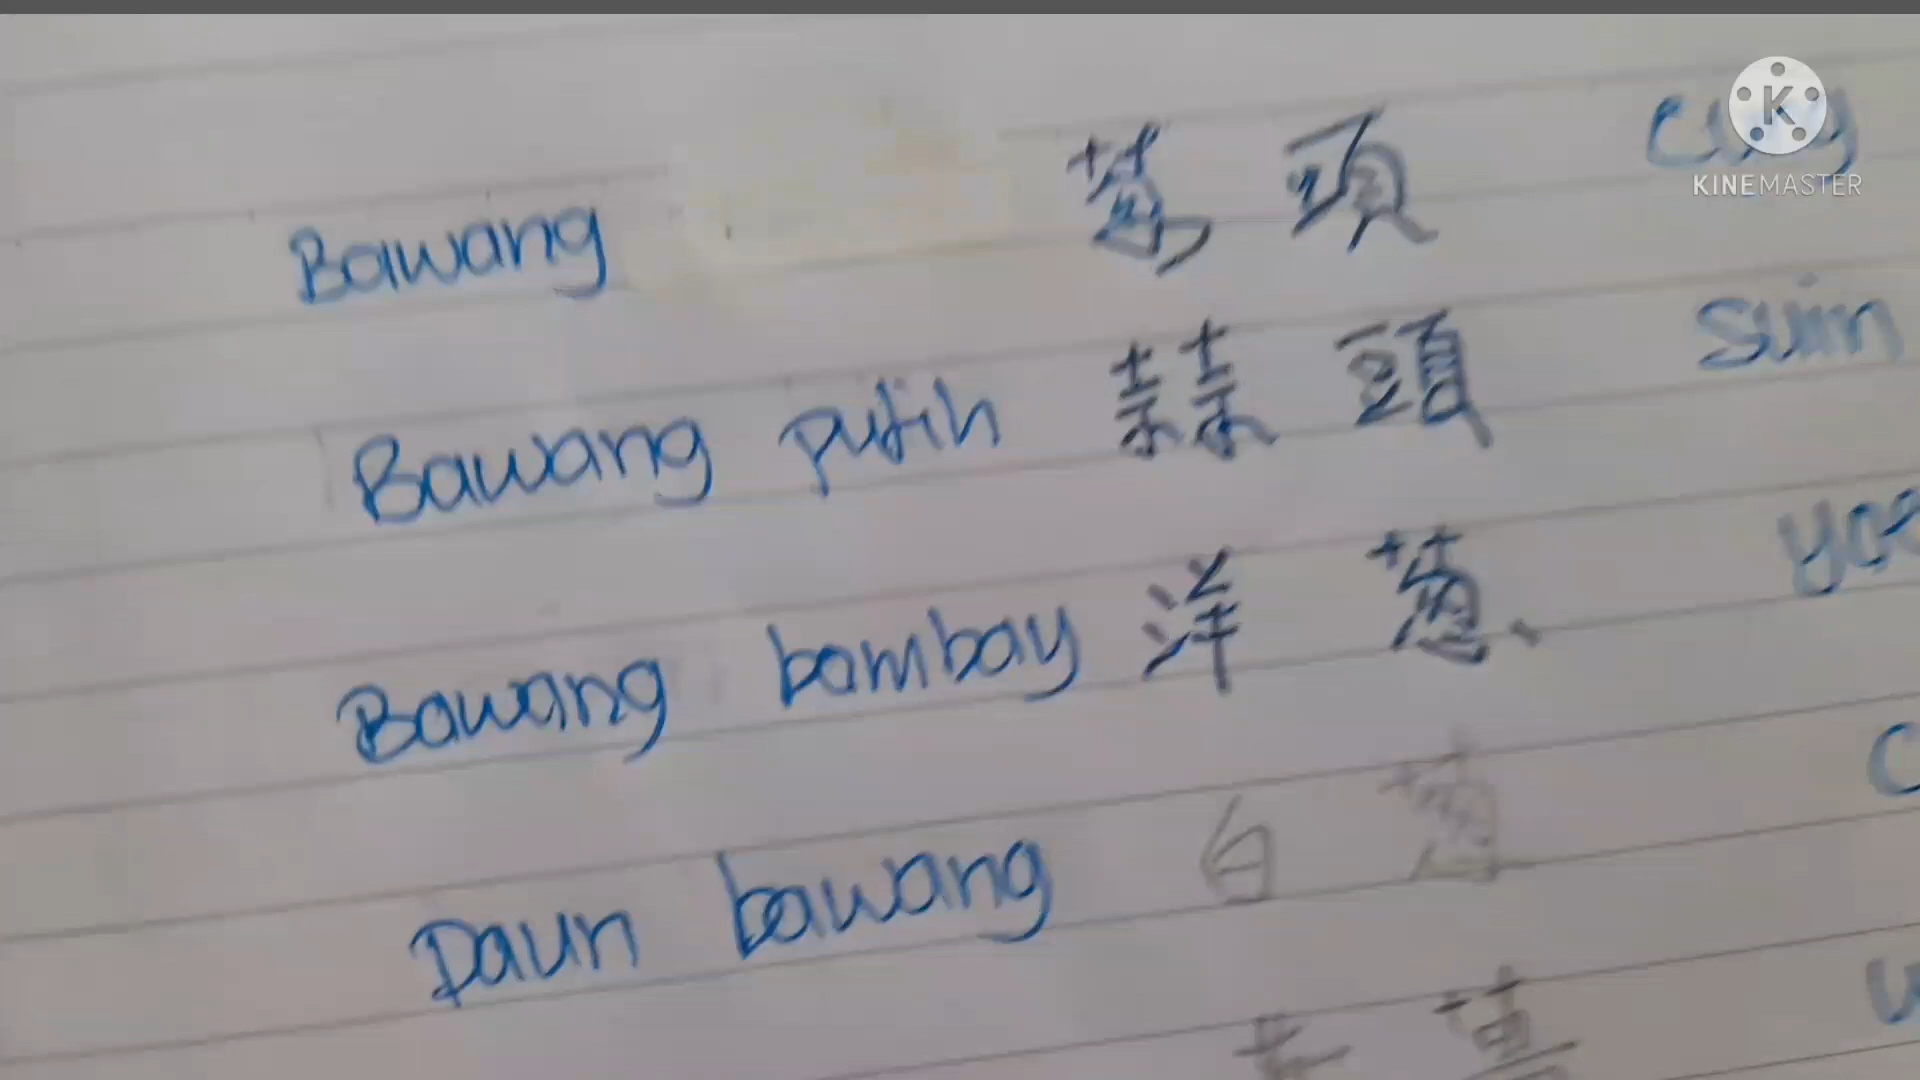 Bawang 葱 頭
Bawang putih 蒜 頭 suin
Bawang bombay 洋 葱
Daun bawang 白 葱
KINEMASTER